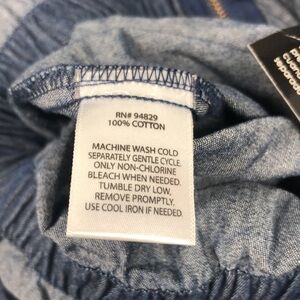 RN# 94829
100% COTTON
MACHINE WASH COLD
SEPARATELY GENTLE CYCLE.
ONLY NON-CHLORINE
BLEACH WHEN NEEDED.
TUMBLE DRY LOW,
REMOVE PROMPTLY.
USE COOL IRON IF NEEDED.